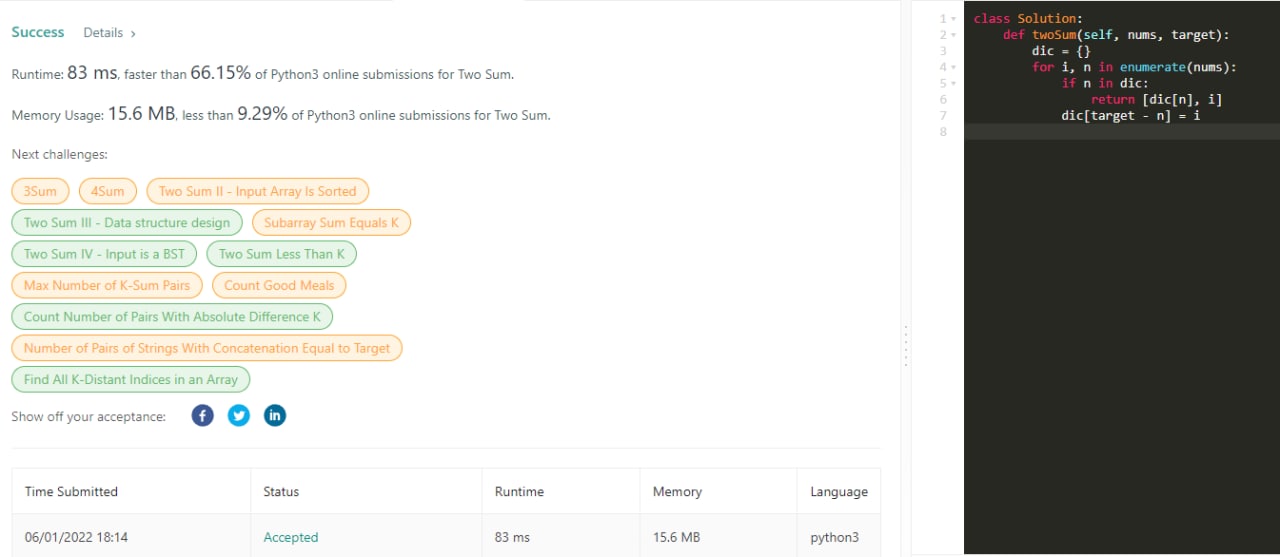 Success Details >
Runtime: 83 ms, faster than 66.15% of Python3 online submissions for Two Sum.
Memory Usage: 15.6 MB, less than 9.29% of Python3 online submissions for Two Sum.
Next challenges:
3Sum 4Sum Two Sum II - Input Array Is Sorted
Two Sum III - Data structure design Subarray Sum Equals K
Two Sum IV - Input is a BST Two Sum Less Than K
Max Number of K-Sum Pairs Count Good Meals
Count Number of Pairs With Absolute Difference K
Number of Pairs of Strings With Concatenation Equal to Target
Find All K-Distant Indices in an Array
Show off your acceptance: f in
Time Submitted Status Runtime Memory Language
06/01/2022 18:14 Accepted 83 ms 15.6 MB python3
1 class Solution:
2     def twoSum(self, nums, target):
3         dic = {}
4         for i, n in enumerate(nums):
5             if n in dic:
6                 return [dic[n], i]
7             dic[target - n] = i
8